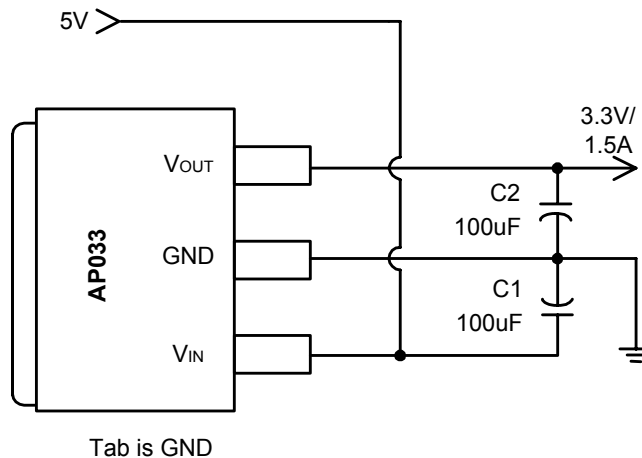 5V
3.3V/
1.5A
VOUT
C2
100uF
AP033
GND
C1
100uF
VIN
Tab is GND